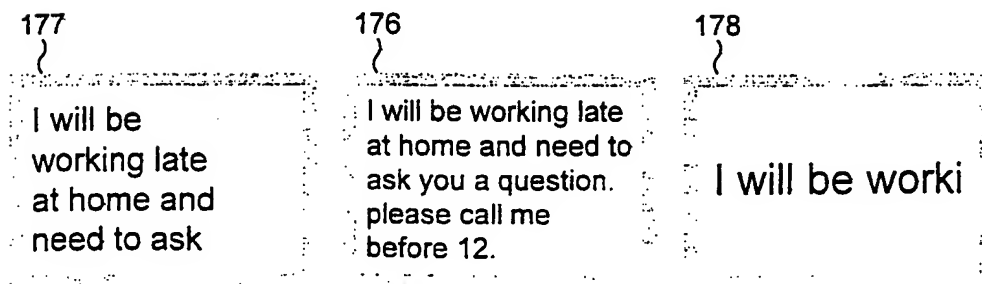 177
I will be
working late
at home and
need to ask
176
I will be working late
at home and need to
ask you a question.
please call me
before 12.
178
I will be worki